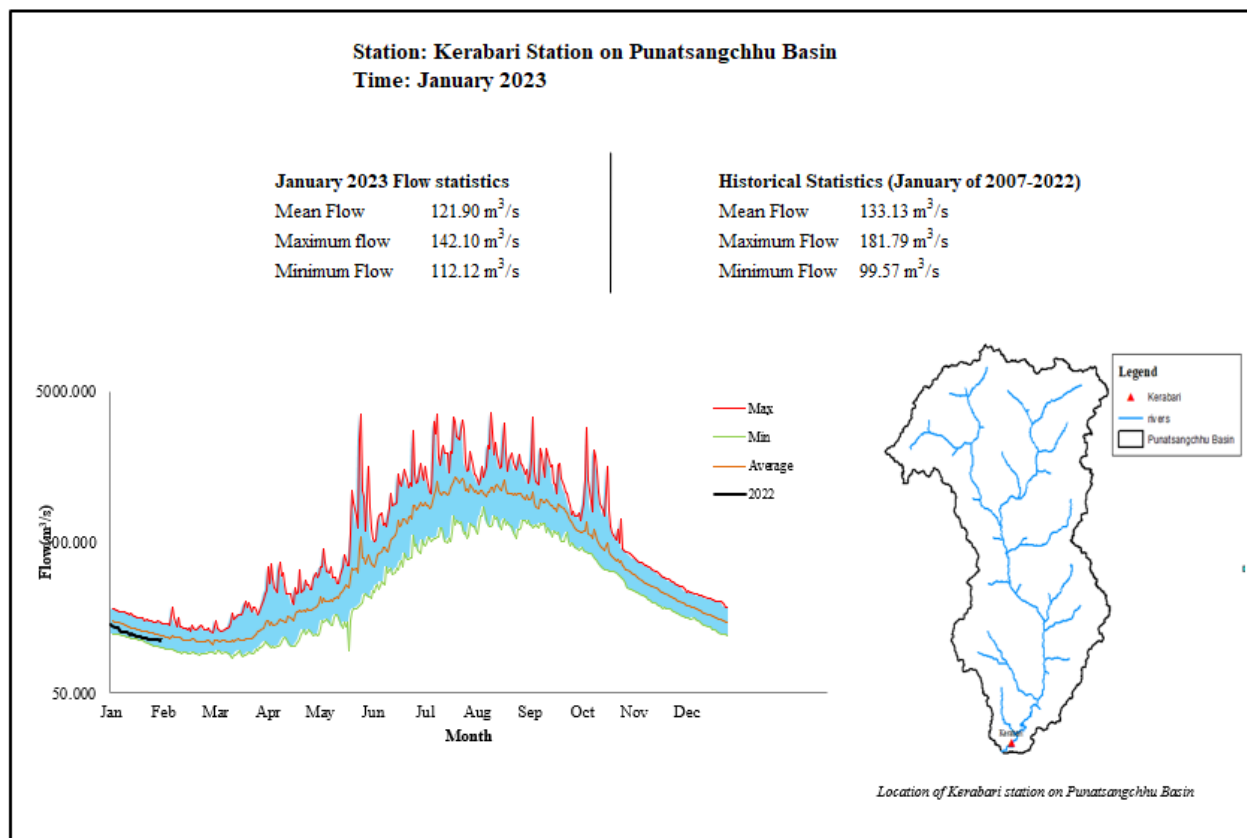 Station: Kerabari Station on Punatsangchhu Basin
Time: January 2023
January 2023 Flow statistics
Mean Flow 121.90 m³/s
Maximum flow 142.10 m³/s
Minimum Flow 112.12 m³/s
Historical Statistics (January of 2007-2022)
Mean Flow 133.13 m³/s
Maximum Flow 181.79 m³/s
Minimum Flow 99.57 m³/s
5000.000
50.000
Flow(m³/s)
Jan Feb Mar Apr May Jun Jul Aug Sep Oct Nov Dec
Month
Max
Min
Average
2022
Legend
Kerabari
rivers
Punatsangchhu Basin
Location of Kerabari station on Punatsangchhu Basin